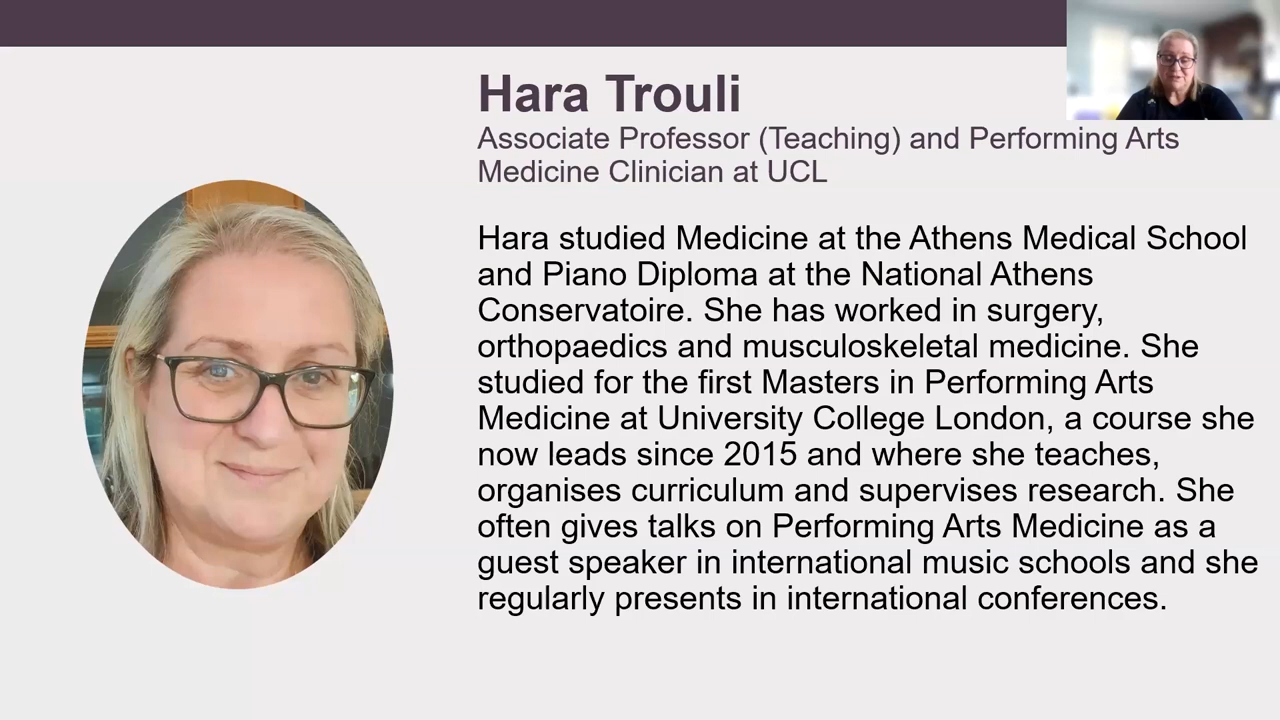 Hara Trouli
Associate Professor (Teaching) and Performing Arts
Medicine Clinician at UCL
Hara studied Medicine at the Athens Medical School
and Piano Diploma at the National Athens
Conservatoire. She has worked in surgery,
orthopaedics and musculoskeletal medicine. She
studied for the first Masters in Performing Arts
Medicine at University College London, a course she
now leads since 2015 and where she teaches,
organises curriculum and supervises research. She
often gives talks on Performing Arts Medicine as a
guest speaker in international music schools and she
regularly presents in international conferences.